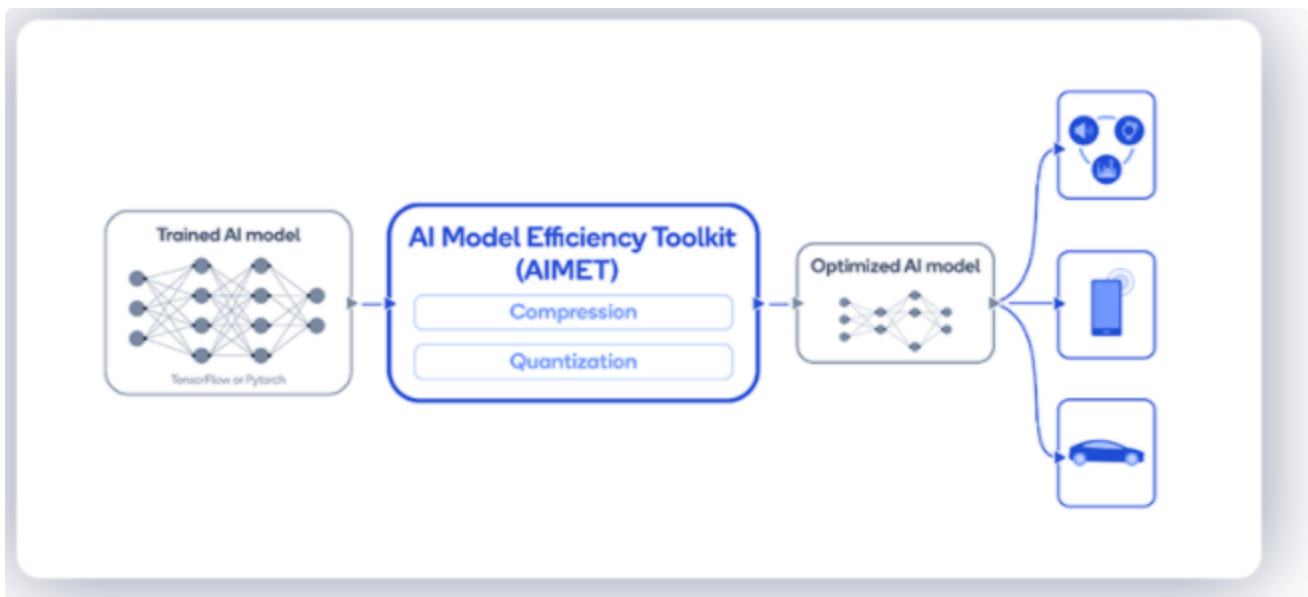 Trained AI model
TensorFlow or Pytorch
AI Model Efficiency Toolkit
(AIMET)
Compression
Quantization
Optimized AI model